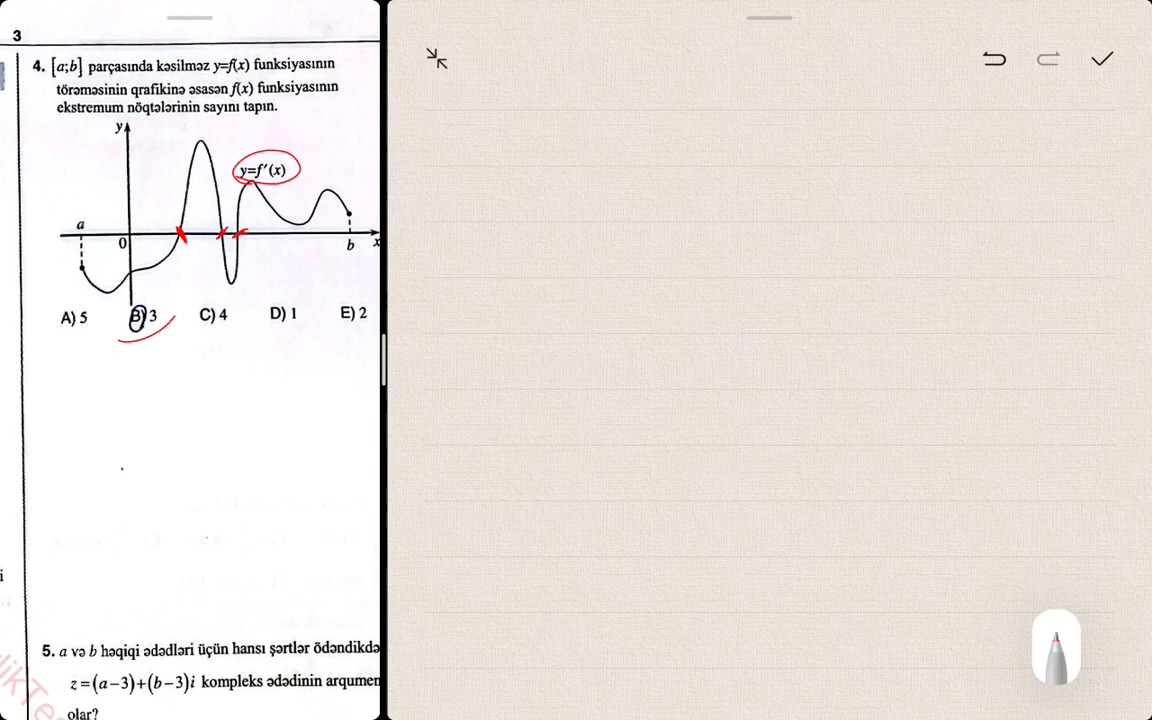 3
4. [a;b] parçasında kəsilməz y=f(x) funksiyasının
törəməsinin qrafikinə əsasən f(x) funksiyasının
ekstremum nöqtələrinin sayını tapın.
y
y=f'(x)
a
0
b
x
A) 5 B) 3 C) 4 D) 1 E) 2
i
5. a və b həqiqi ədədləri üçün hansı şərtlər ödəndikdə
z=(a−3)+(b−3)i kompleks ədədinin arqumen
olar?